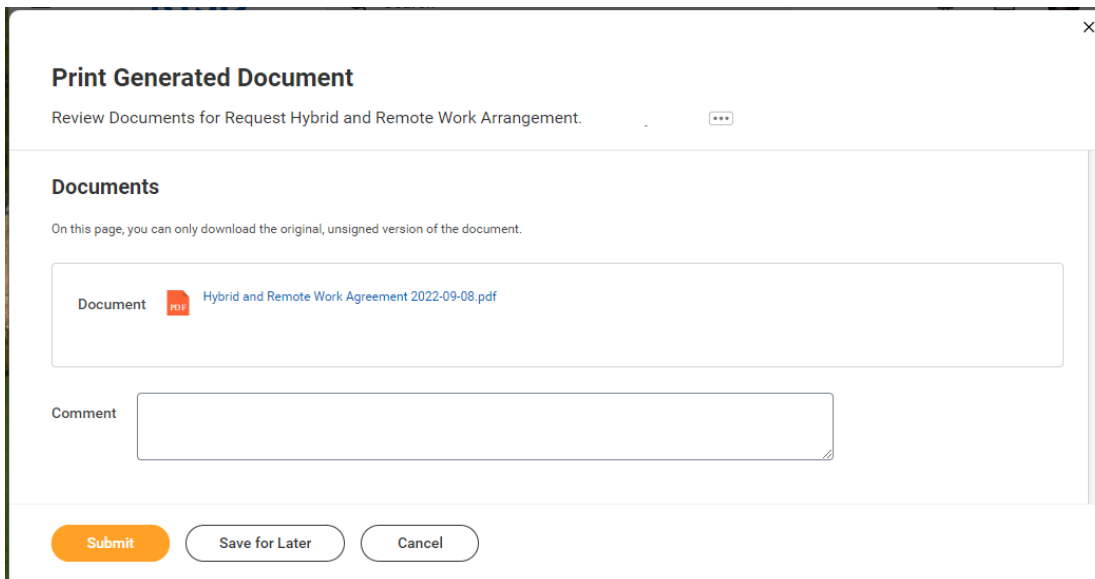 Print Generated Document
Review Documents for Request Hybrid and Remote Work Arrangement.
Documents
On this page, you can only download the original, unsigned version of the document.
Document PDF Hybrid and Remote Work Agreement 2022-09-08.pdf
Comment
Submit Save for Later Cancel